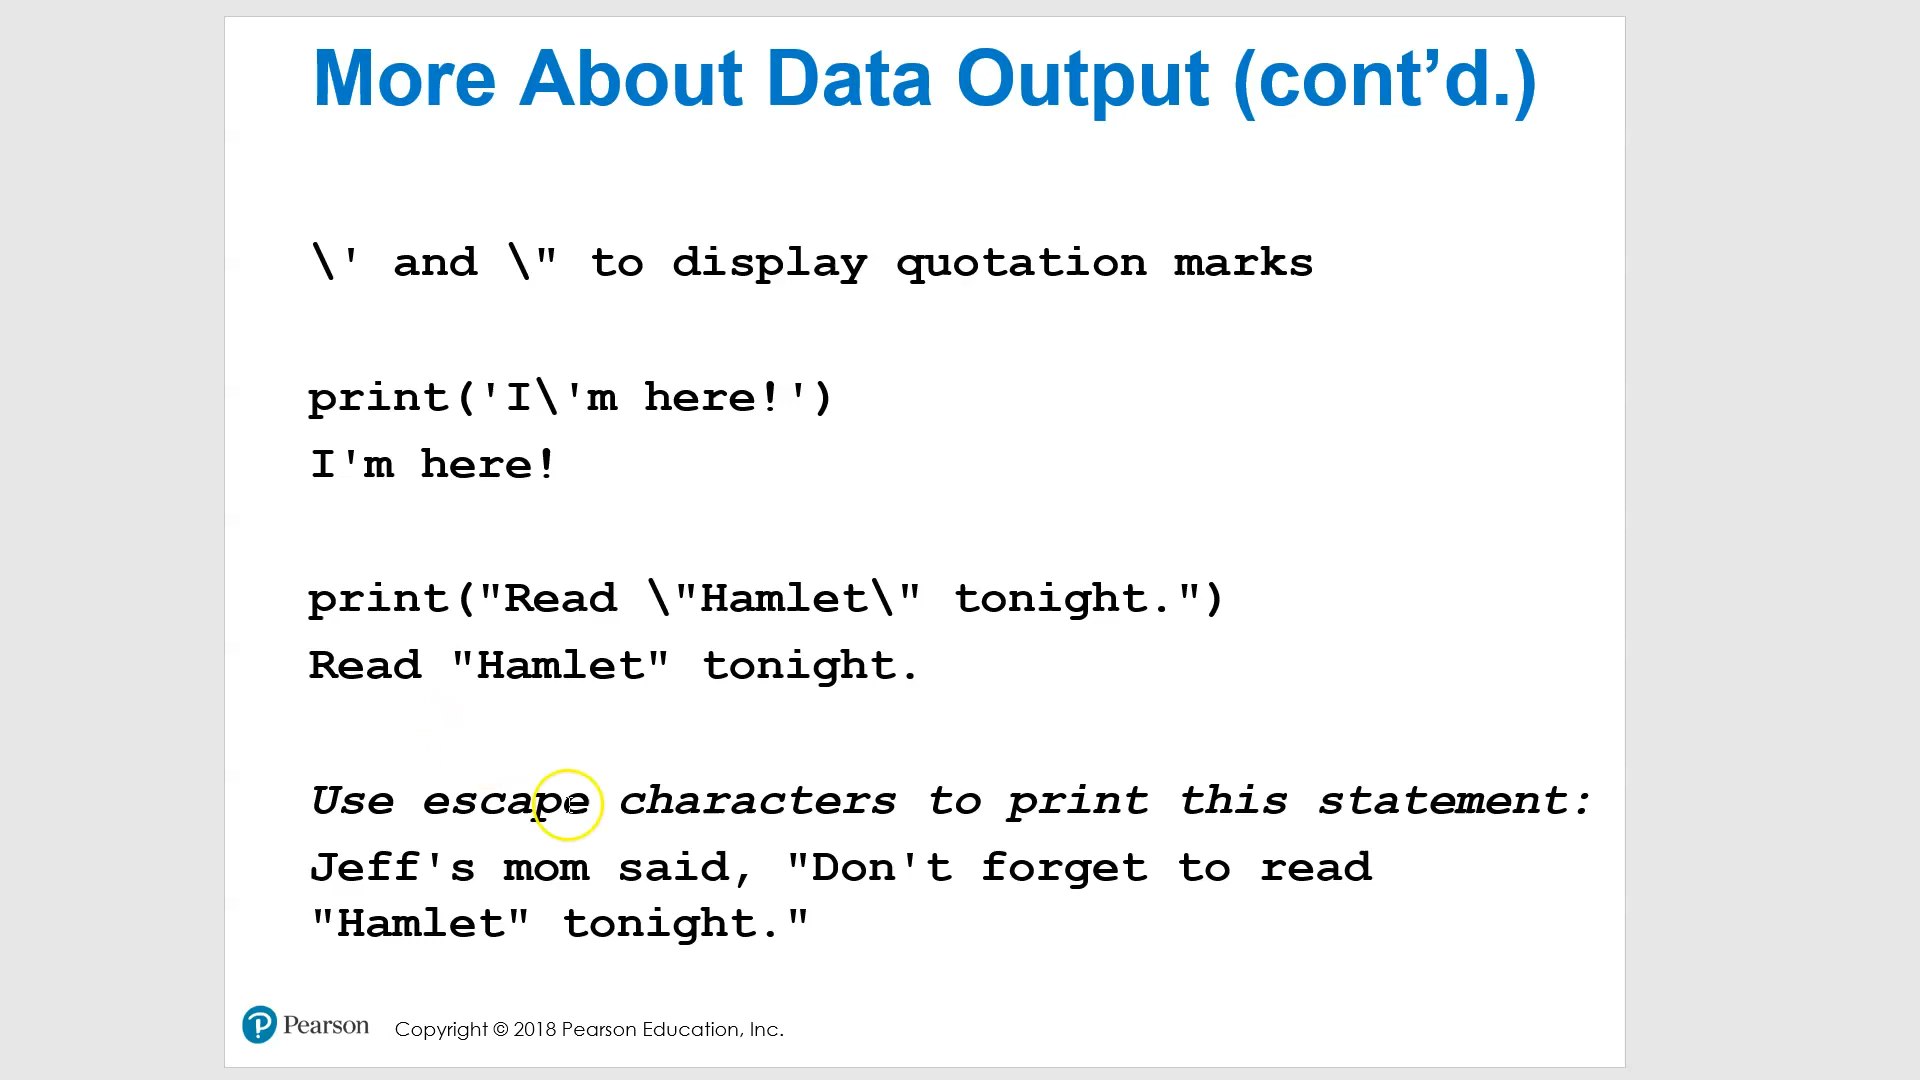 More About Data Output (cont’d.)
\' and \" to display quotation marks
print('I\'m here!')
I'm here!
print("Read \"Hamlet\" tonight.")
Read "Hamlet" tonight.
Use escape characters to print this statement:
Jeff's mom said, "Don't forget to read
"Hamlet" tonight."
Pearson Copyright © 2018 Pearson Education, Inc.